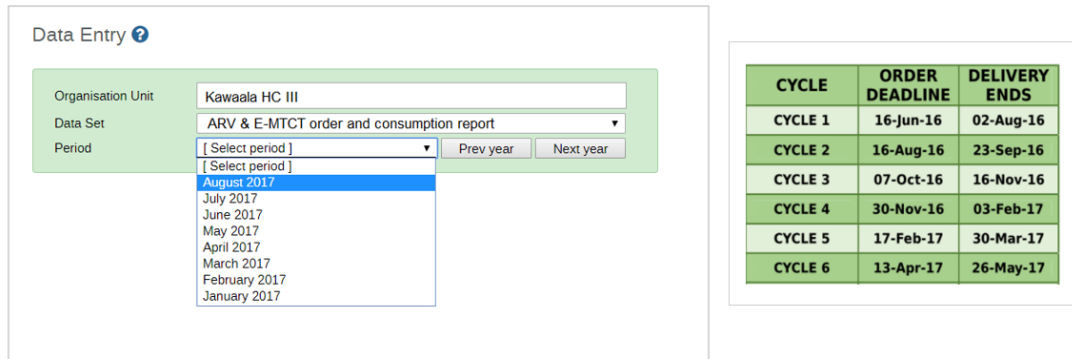 Data Entry ?
Organisation Unit Kawaala HC III
Data Set ARV & E-MTCT order and consumption report
Period [ Select period ] Prev year Next year
[ Select period ]
August 2017
July 2017
June 2017
May 2017
April 2017
March 2017
February 2017
January 2017
CYCLE ORDER DEADLINE DELIVERY ENDS
CYCLE 1 16-Jun-16 02-Aug-16
CYCLE 2 16-Aug-16 23-Sep-16
CYCLE 3 07-Oct-16 16-Nov-16
CYCLE 4 30-Nov-16 03-Feb-17
CYCLE 5 17-Feb-17 30-Mar-17
CYCLE 6 13-Apr-17 26-May-17